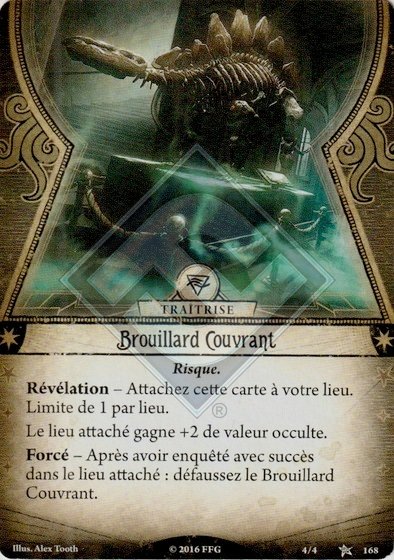 TRAÎTRISE
Brouillard Couvrant
Risque.
Révélation – Attachez cette carte à votre lieu.
Limite de 1 par lieu.
Le lieu attaché gagne +2 de valeur occulte.
Forcé – Après avoir enquêté avec succès
dans le lieu attaché : défaussez le Brouillard
Couvrant.
®
Illus. Alex Tooth © 2016 FFG 4/4 168